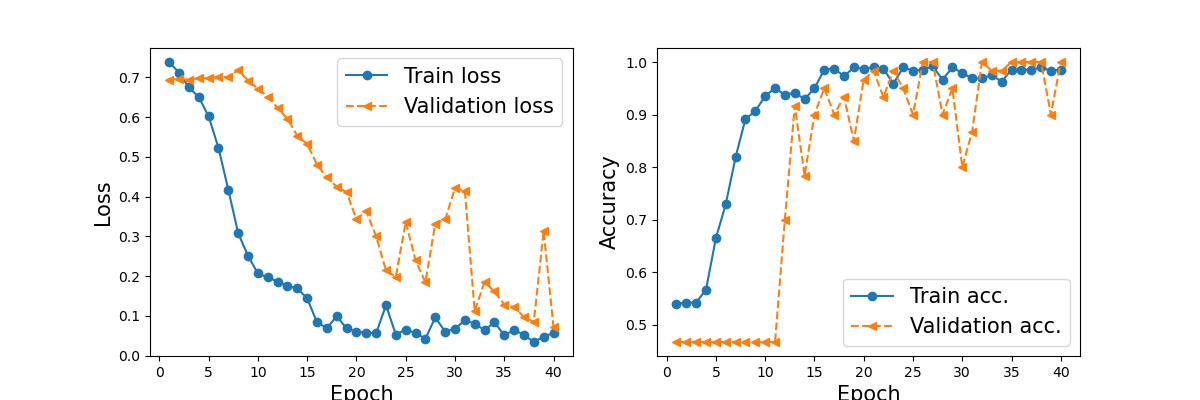 0.7
0.6
0.5
0.4
0.3
0.2
0.1
0.0
Loss
0 5 10 15 20 25 30 35 40
Epoch
Train loss
Validation loss
1.0
0.9
0.8
0.7
0.6
0.5
Accuracy
0 5 10 15 20 25 30 35 40
Epoch
Train acc.
Validation acc.